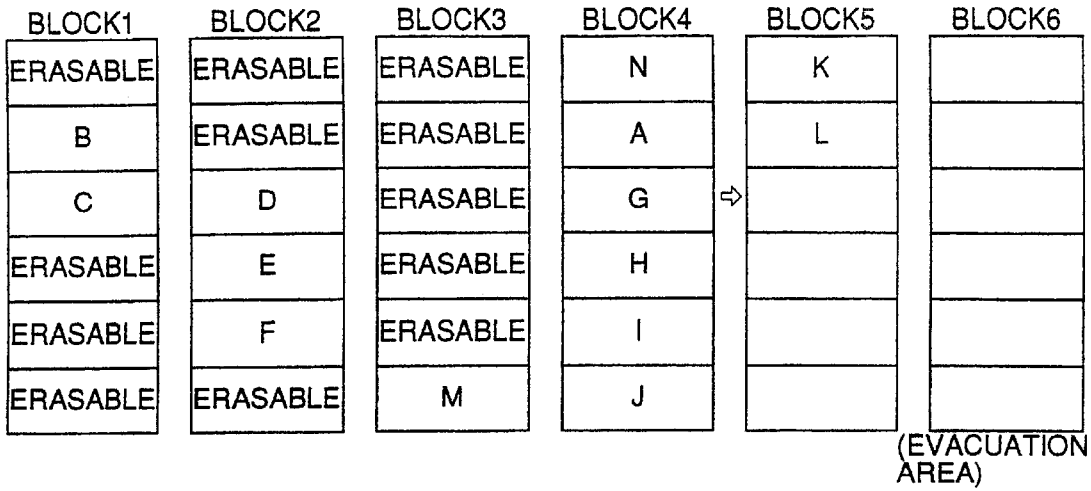 BLOCK1 BLOCK2 BLOCK3 BLOCK4 BLOCK5 BLOCK6
ERASABLE ERASABLE ERASABLE N K
B ERASABLE ERASABLE A L
C D ERASABLE G ⇨
ERASABLE E ERASABLE H
ERASABLE F ERASABLE I
ERASABLE ERASABLE M J
(EVACUATION
AREA)